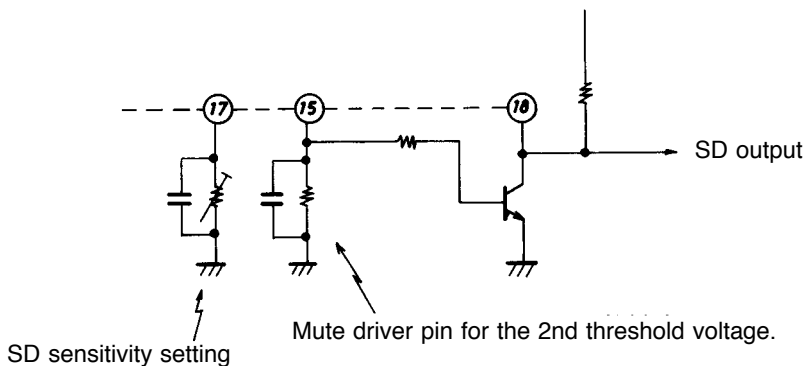 17 15 18
SD output
Mute driver pin for the 2nd threshold voltage.
SD sensitivity setting